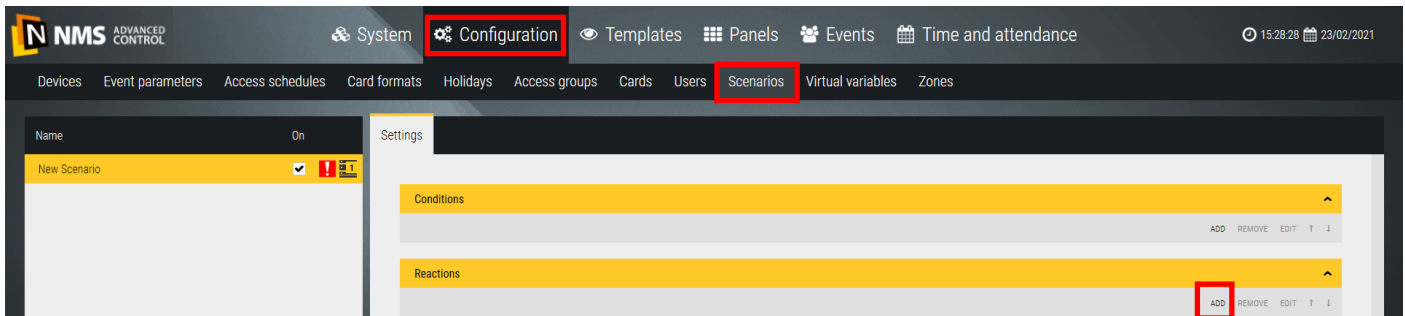 N NMS ADVANCED CONTROL System Configuration Templates Panels Events Time and attendance 15:28:28 23/02/2021
Devices Event parameters Access schedules Card formats Holidays Access groups Cards Users Scenarios Virtual variables Zones
Name On Settings
New Scenario ! 1
Conditions
ADD REMOVE EDIT ↑ ↓
Reactions
ADD REMOVE EDIT ↑ ↓